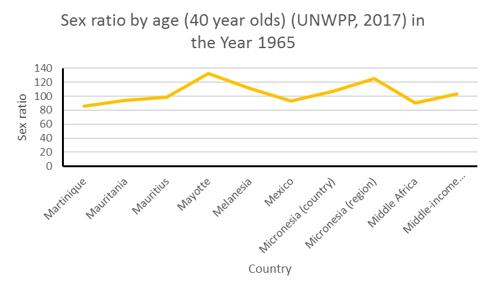 Sex ratio by age (40 year olds) (UNWPP, 2017) in
the Year 1965
Sex ratio
140
120
100
80
60
40
20
0
Martinique
Mauritania
Mauritius
Mayotte
Melanesia
Mexico
Micronesia (country)
Micronesia (region)
Middle Africa
Middle-income...
Country